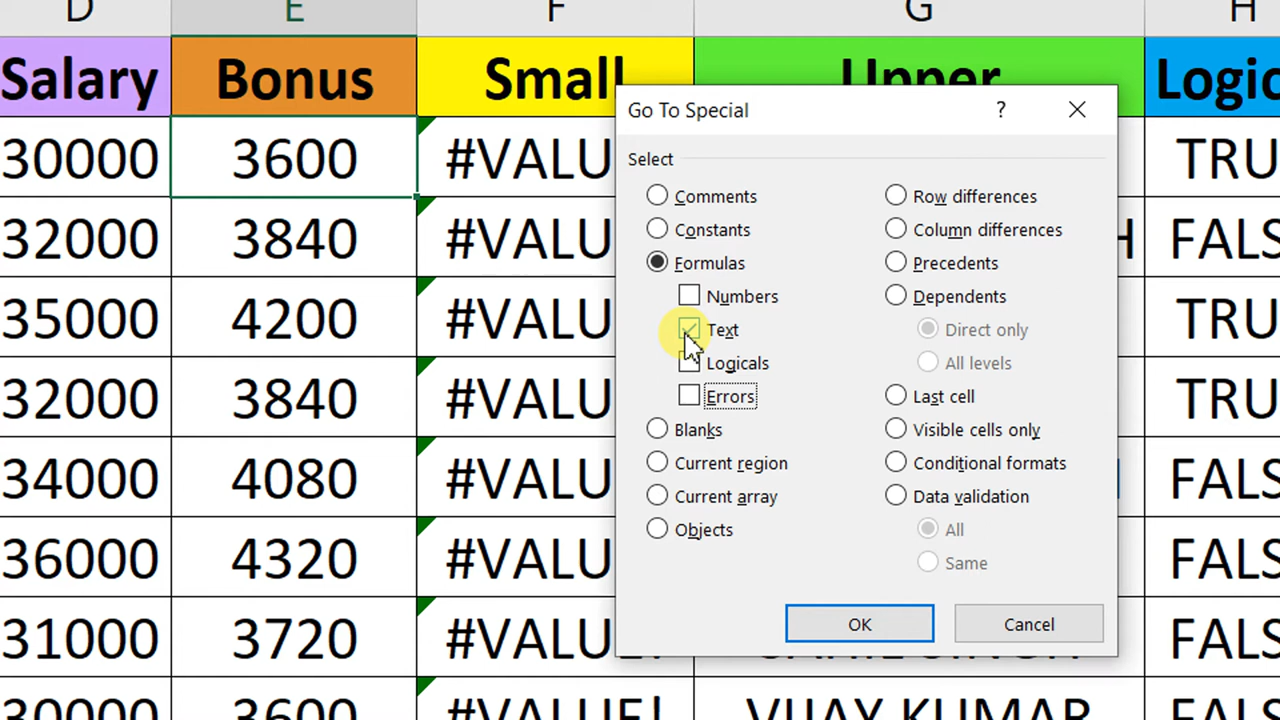 D E F G H
Salary Bonus Small Upper Logic
Go To Special ?
Select
Comments Row differences
Constants Column differences
Formulas Precedents
Numbers Dependents
Text Direct only
Logicals All levels
Errors Last cell
Blanks Visible cells only
Current region Conditional formats
Current array Data validation
Objects All
Same
OK Cancel
30000 3600 #VALU TRU
32000 3840 #VALU H FALS
35000 4200 #VALU TRU
32000 3840 #VALU TRU
34000 4080 #VALU FALS
36000 4320 #VALU FALS
31000 3720 #VALUE! FALS
30000 3600 #VALUE! VIJAY KUMAR FALS